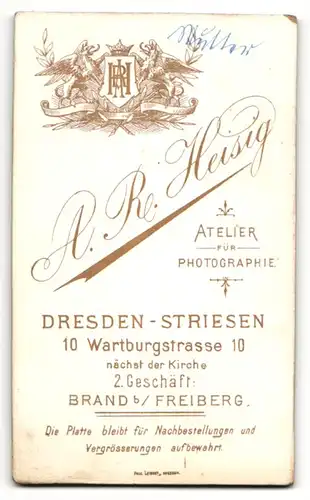 Mutter
A. R. Heisig
ATELIER
FÜR
PHOTOGRAPHIE.
DRESDEN - STRIESEN
10 Wartburgstrasse 10
nächst der Kirche
2. Geschäft:
BRAND b/ FREIBERG.
Die Platte bleibt für Nachbestellungen und
Vergrösserungen aufbewahrt.